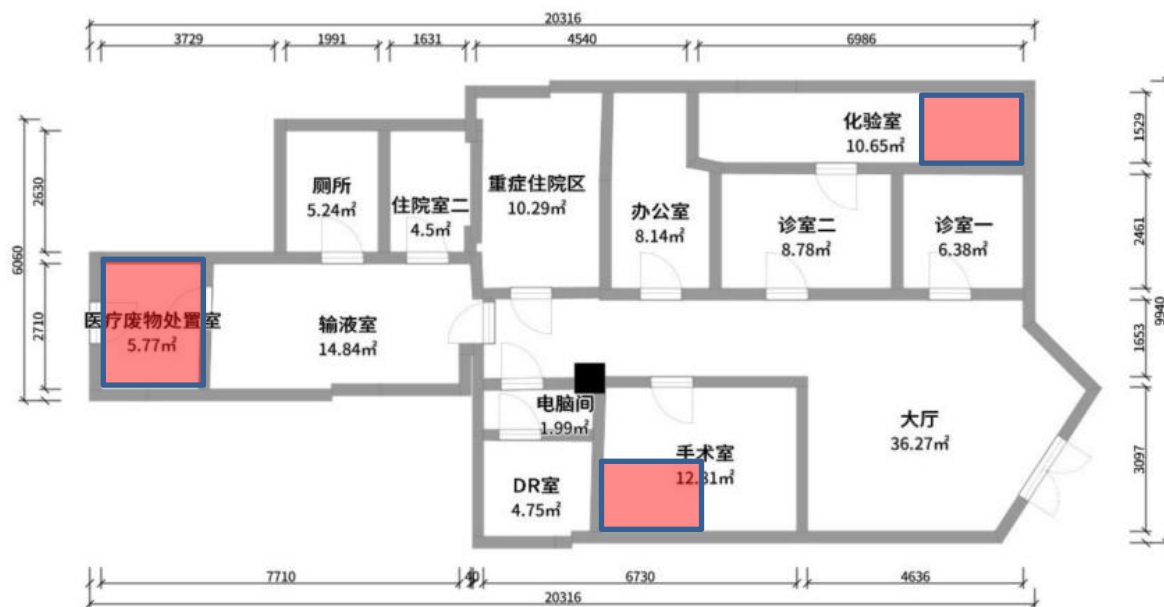 20316
3729
1991
1631
4540
6986
化验室
10.65㎡
1529
厕所
5.24㎡
住院室二
4.5㎡
重症住院区
10.29㎡
办公室
8.14㎡
诊室二
8.78㎡
诊室一
6.38㎡
2630
2461
6060
医疗废物处置室
5.77㎡
输液室
14.84㎡
2710
1653
9940
电脑间
1.99㎡
大厅
36.27㎡
手术室
12.81㎡
DR室
4.75㎡
3097
7710
40
6730
4636
20316